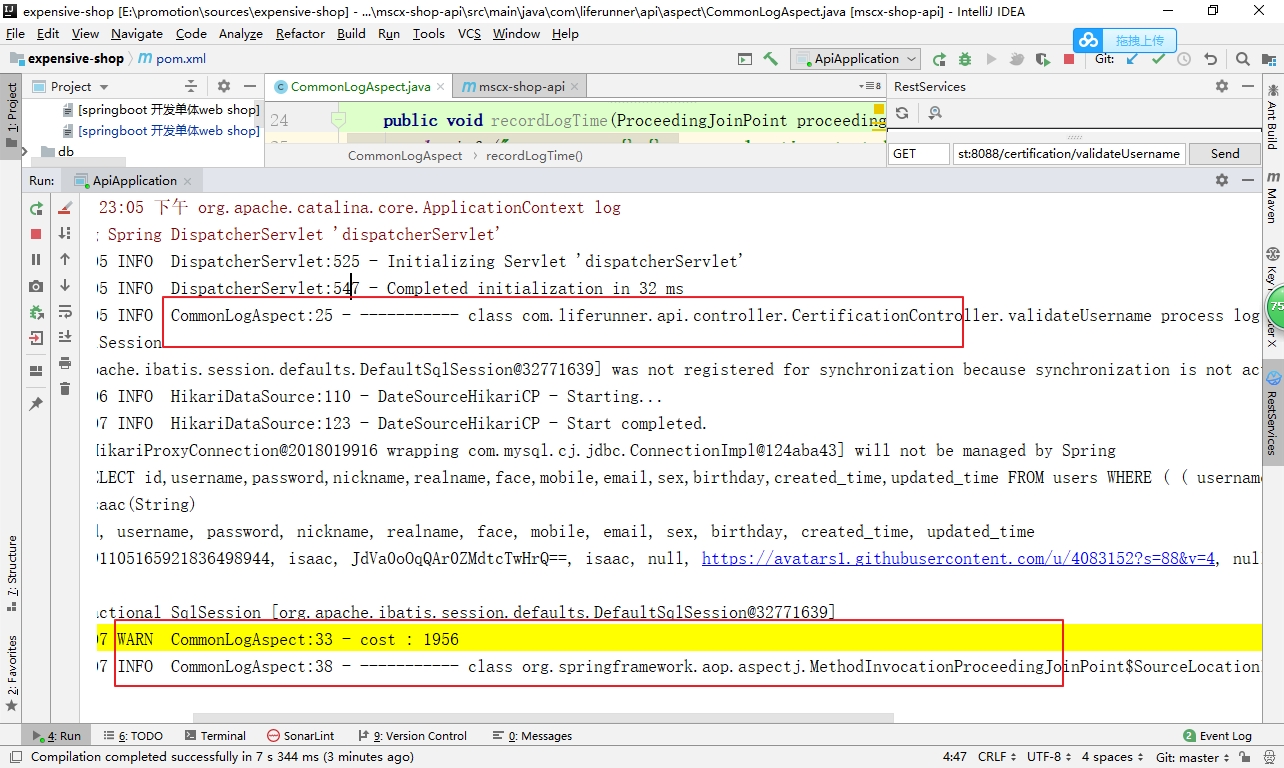 expensive-shop [E:\promotion\sources\expensive-shop] - ...\mscx-shop-api\src\main\java\com\liferunner\api\aspect\CommonLogAspect.java [mscx-shop-api] - IntelliJ IDEA
File Edit View Navigate Code Analyze Refactor Build Run Tools VCS Window Help
拖拽上传
expensive-shop pom.xml
ApiApplication
Git:
1: Project
Project
CommonLogAspect.java
mscx-shop-api
8
RestServices
[springboot 开发单体web shop]
[springboot 开发单体web shop]
db
24 public void recordLogTime(ProceedingJoinPoint proceeding
CommonLogAspect recordLogTime()
GET
st:8088/certification/validateUsername
Send
Ant Build
Maven
RestServices
75
Run: ApiApplication
23:05 下午 org.apache.catalina.core.ApplicationContext log
Spring DispatcherServlet 'dispatcherServlet'
05 INFO DispatcherServlet:525 - Initializing Servlet 'dispatcherServlet'
05 INFO DispatcherServlet:547 - Completed initialization in 32 ms
05 INFO CommonLogAspect:25 - ----------- class com.liferunner.api.controller.CertificationController.validateUsername process log
Session
ache.ibatis.session.defaults.DefaultSqlSession@32771639] was not registered for synchronization because synchronization is not ac
06 INFO HikariDataSource:110 - DateSourceHikariCP - Starting...
07 INFO HikariDataSource:123 - DateSourceHikariCP - Start completed.
HikariProxyConnection@2018019916 wrapping com.mysql.cj.jdbc.ConnectionImpl@124aba43] will not be managed by Spring
ELECT id,username,password,nickname,realname,face,mobile,email,sex,birthday,created_time,updated_time FROM users WHERE ( ( username
saac(String)
, username, password, nickname, realname, face, mobile, email, sex, birthday, created_time, updated_time
01105165921836498944, isaac, JdVa0oOqQAr0ZMdtcTwHrQ==, isaac, null, https://avatars1.githubusercontent.com/u/4083152?s=88&v=4, nul
actional SqlSession [org.apache.ibatis.session.defaults.DefaultSqlSession@32771639]
07 WARN CommonLogAspect:33 - cost : 1956
07 INFO CommonLogAspect:38 - ----------- class org.springframework.aop.aspectj.MethodInvocationProceedingJoinPoint$SourceLocation
7: Structure
2: Favorites
4: Run 6: TODO Terminal SonarLint 9: Version Control 0: Messages 2 Event Log
Compilation completed successfully in 7 s 344 ms (3 minutes ago) 4:47 CRLF UTF-8 4 spaces Git: master